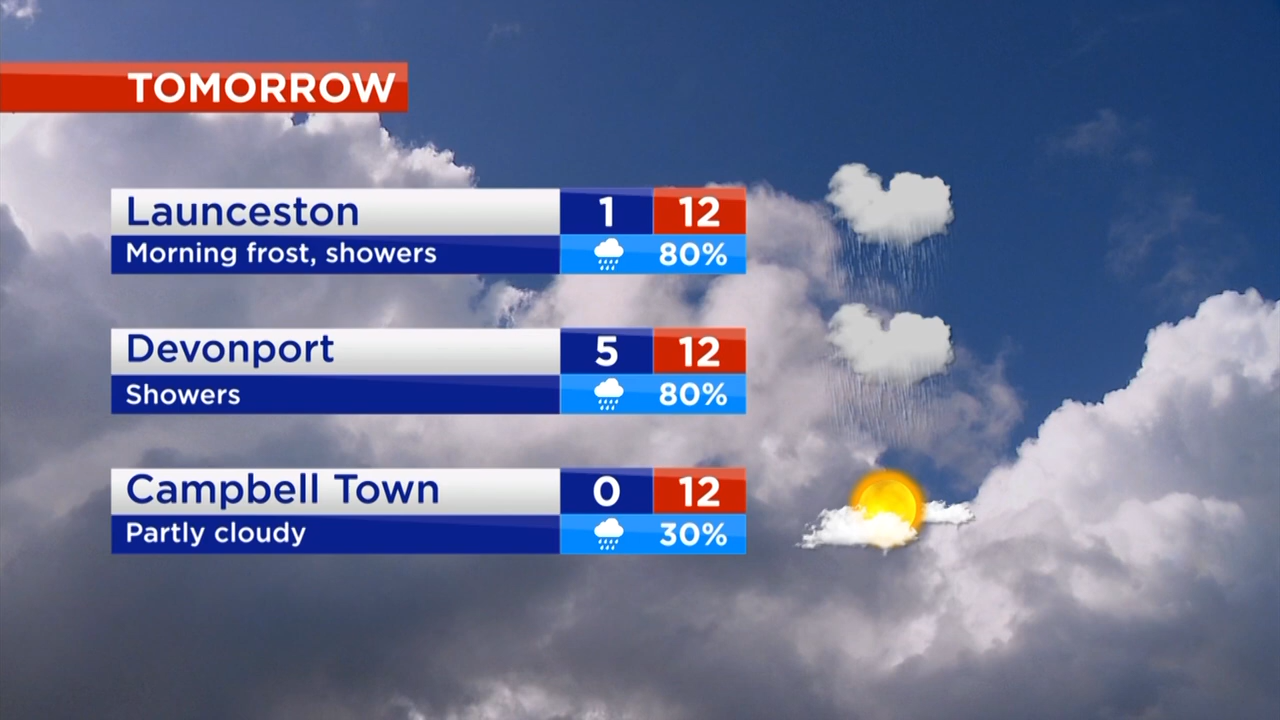 TOMORROW
Launceston 1 12
Morning frost, showers 80%
Devonport 5 12
Showers 80%
Campbell Town 0 12
Partly cloudy 30%